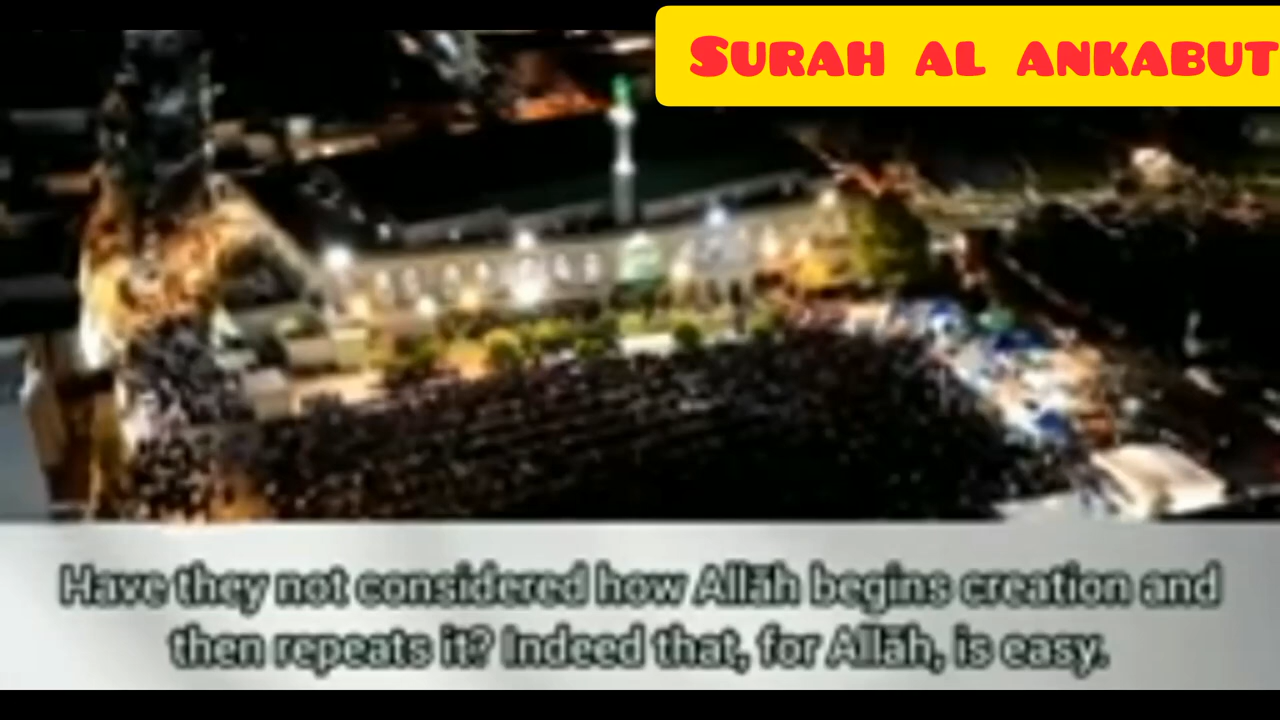 SURAH AL ANKABUT
Have they not considered how Allāh begins creation and
then repeats it? Indeed that, for Allāh, is easy.